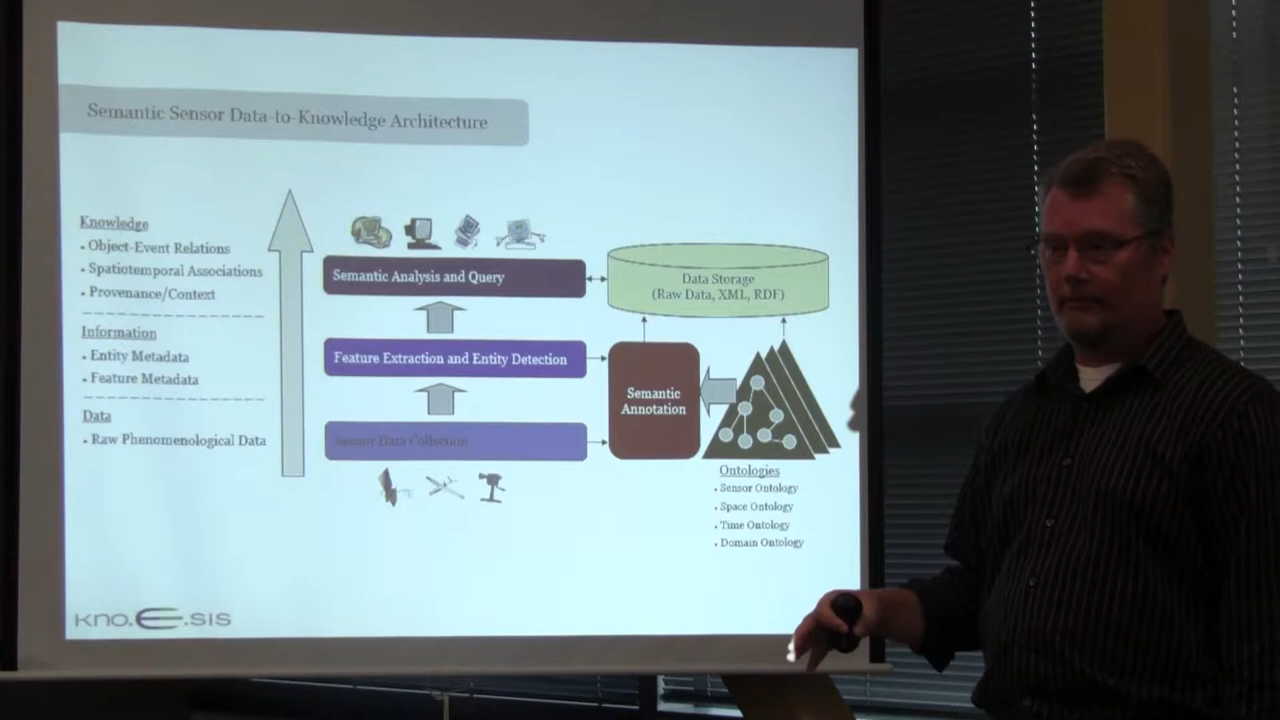 Semantic Sensor Data-to-Knowledge Architecture
Knowledge
• Object-Event Relations
• Spatiotemporal Associations
• Provenance/Context
Information
• Entity Metadata
• Feature Metadata
Data
• Raw Phenomenological Data
Semantic Analysis and Query
Feature Extraction and Entity Detection
Sensor Data Collection
Data Storage
(Raw Data, XML, RDF)
Semantic
Annotation
Ontologies
• Sensor Ontology
• Space Ontology
• Time Ontology
• Domain Ontology
kno.e.sis